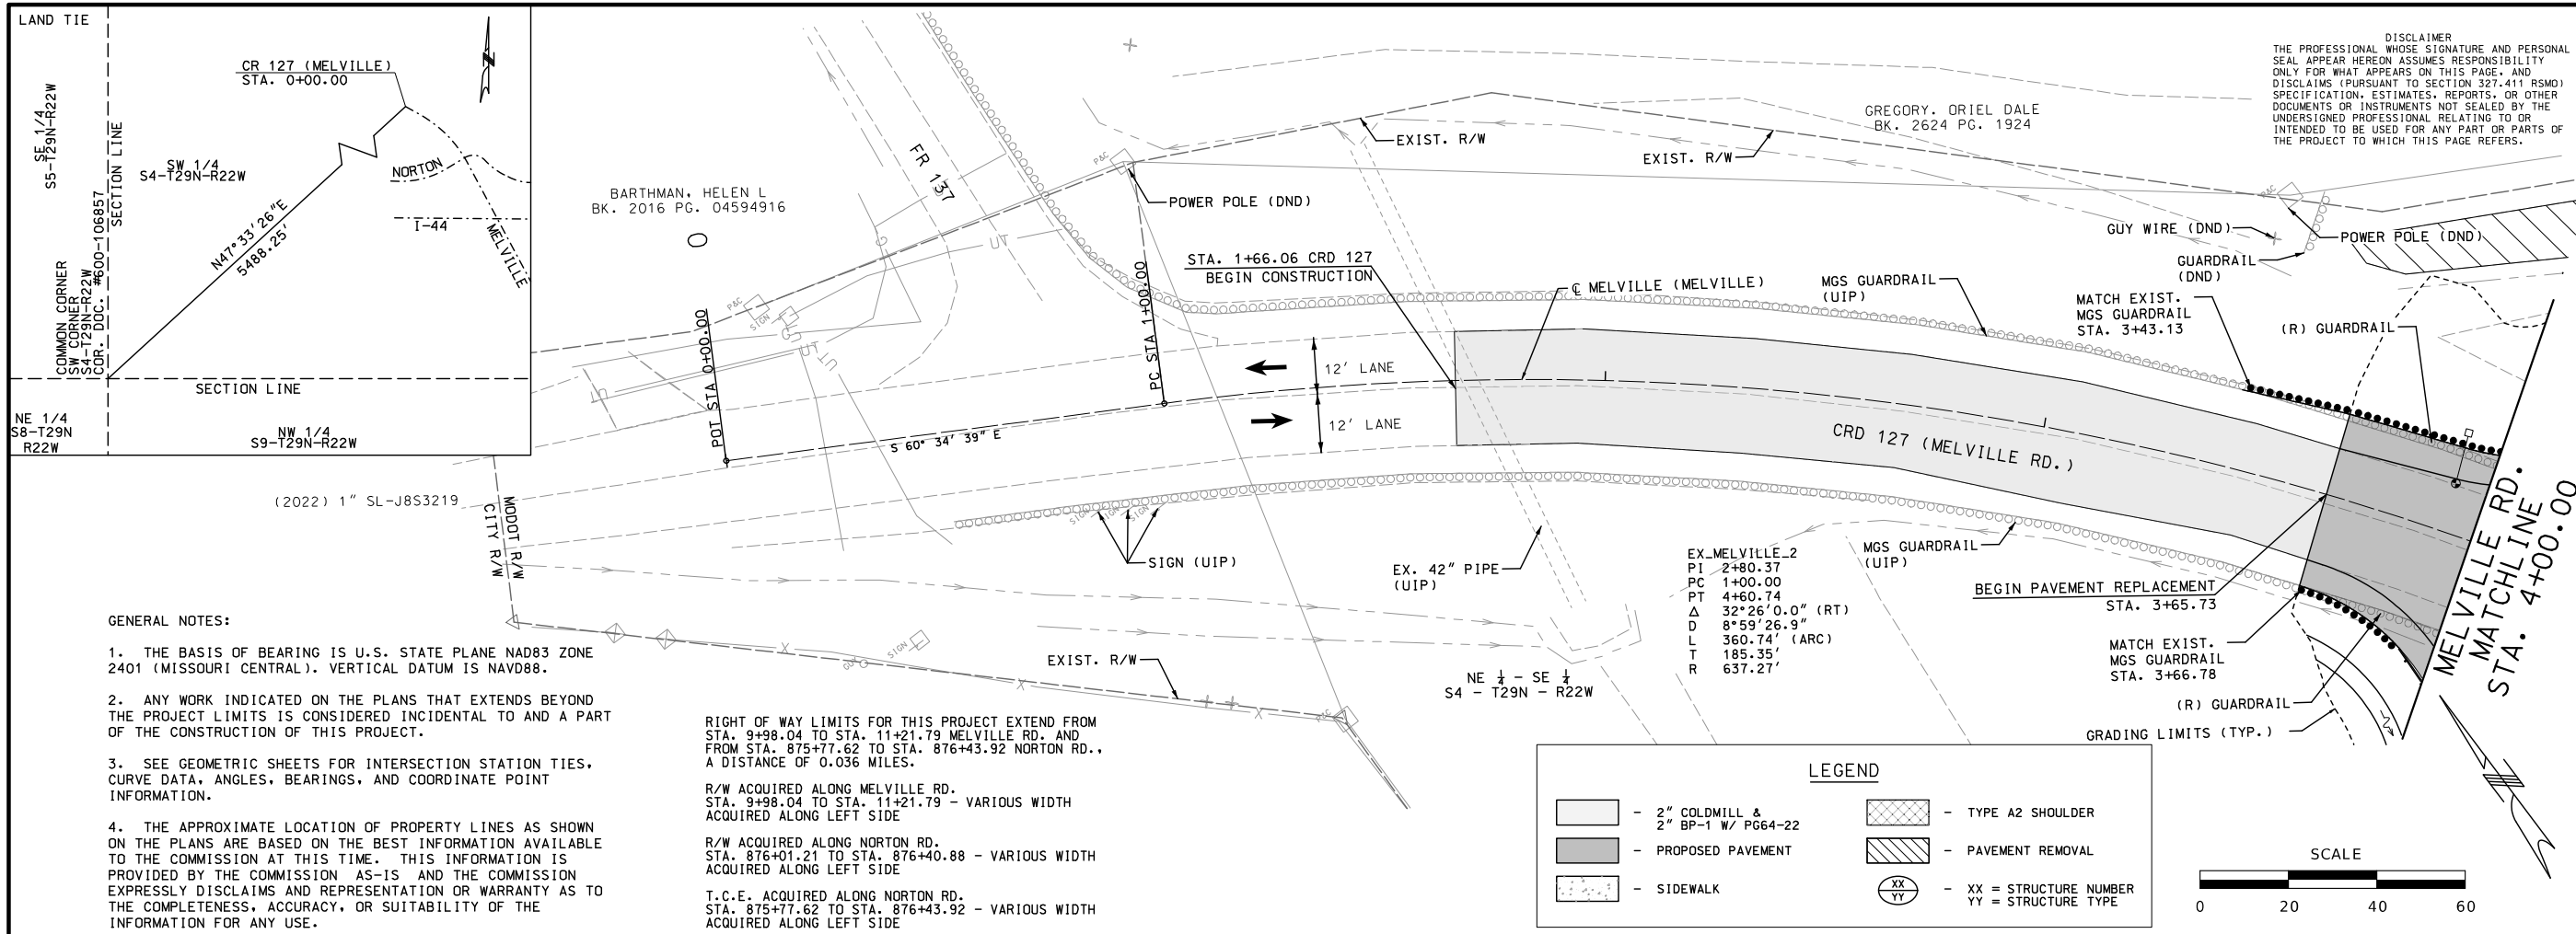 LAND TIE
CR 127 (MELVILLE)
STA. 0+00.00
SE 1/4
S5-T29N-R22W
SECTION LINE
SW 1/4
S4-T29N-R22W
NORTON
I-44
MELVILLE
N47°33'26"E
5488.25'
COMMON CORNER
SW CORNER
S4-T29N-R22W
COR. DOC. #600-106857
SECTION LINE
NE 1/4
S8-T29N
R22W
NW 1/4
S9-T29N-R22W
DISCLAIMER
THE PROFESSIONAL WHOSE SIGNATURE AND PERSONAL
SEAL APPEAR HEREON ASSUMES RESPONSIBILITY
ONLY FOR WHAT APPEARS ON THIS PAGE, AND
DISCLAIMS (PURSUANT TO SECTION 327.411 RSMO)
SPECIFICATION, ESTIMATES, REPORTS, OR OTHER
DOCUMENTS OR INSTRUMENTS NOT SEALED BY THE
UNDERSIGNED PROFESSIONAL RELATING TO OR
INTENDED TO BE USED FOR ANY PART OR PARTS OF
THE PROJECT TO WHICH THIS PAGE REFERS.
GREGORY, ORIEL DALE
BK. 2624 PG. 1924
EXIST. R/W
EXIST. R/W
FR 137
P&C
BARTHMAN, HELEN L
BK. 2016 PG. 04594916
POWER POLE (DND)
P&C
GUY WIRE (DND)
POWER POLE (DND)
GUARDRAIL
(DND)
UT
STA. 1+66.06 CRD 127
BEGIN CONSTRUCTION
℄ MELVILLE (MELVILLE)
MGS GUARDRAIL
(UIP)
MATCH EXIST.
MGS GUARDRAIL
STA. 3+43.13
(R) GUARDRAIL
P&C
SIGN
UT
POT STA 0+00.00
PC STA 1+00.00
12' LANE
12' LANE
S 60° 34' 39" E
CRD 127 (MELVILLE RD.)
(2022) 1" SL-J8S3219
MODOT R/W
CITY R/W
SIGN
SIGN
SIGN
SIGN (UIP)
EX. 42" PIPE
(UIP)
MGS GUARDRAIL
(UIP)
EX_MELVILLE_2
PI 2+80.37
PC 1+00.00
PT 4+60.74
Δ 32°26'0.0" (RT)
D 8°59'26.9"
L 360.74' (ARC)
T 185.35'
R 637.27'
BEGIN PAVEMENT REPLACEMENT
STA. 3+65.73
MATCH EXIST.
MGS GUARDRAIL
STA. 3+66.78
(R) GUARDRAIL
GRADING LIMITS (TYP.)
MELVILLE RD.
MATCHLINE
STA. 4+00.00
SIGN
X
X
X
EXIST. R/W
NE ¼ - SE ¼
S4 - T29N - R22W
GENERAL NOTES:
1. THE BASIS OF BEARING IS U.S. STATE PLANE NAD83 ZONE
2401 (MISSOURI CENTRAL). VERTICAL DATUM IS NAVD88.
2. ANY WORK INDICATED ON THE PLANS THAT EXTENDS BEYOND
THE PROJECT LIMITS IS CONSIDERED INCIDENTAL TO AND A PART
OF THE CONSTRUCTION OF THIS PROJECT.
3. SEE GEOMETRIC SHEETS FOR INTERSECTION STATION TIES,
CURVE DATA, ANGLES, BEARINGS, AND COORDINATE POINT
INFORMATION.
4. THE APPROXIMATE LOCATION OF PROPERTY LINES AS SHOWN
ON THE PLANS ARE BASED ON THE BEST INFORMATION AVAILABLE
TO THE COMMISSION AT THIS TIME. THIS INFORMATION IS
PROVIDED BY THE COMMISSION AS-IS AND THE COMMISSION
EXPRESSLY DISCLAIMS AND REPRESENTATION OR WARRANTY AS TO
THE COMPLETENESS, ACCURACY, OR SUITABILITY OF THE
INFORMATION FOR ANY USE.
RIGHT OF WAY LIMITS FOR THIS PROJECT EXTEND FROM
STA. 9+98.04 TO STA. 11+21.79 MELVILLE RD. AND
FROM STA. 875+77.62 TO STA. 876+43.92 NORTON RD.,
A DISTANCE OF 0.036 MILES.
R/W ACQUIRED ALONG MELVILLE RD.
STA. 9+98.04 TO STA. 11+21.79 - VARIOUS WIDTH
ACQUIRED ALONG LEFT SIDE
R/W ACQUIRED ALONG NORTON RD.
STA. 876+01.21 TO STA. 876+40.88 - VARIOUS WIDTH
ACQUIRED ALONG LEFT SIDE
T.C.E. ACQUIRED ALONG NORTON RD.
STA. 875+77.62 TO STA. 876+43.92 - VARIOUS WIDTH
ACQUIRED ALONG LEFT SIDE
LEGEND
- 2" COLDMILL &
2" BP-1 W/ PG64-22
- PROPOSED PAVEMENT
- SIDEWALK
- TYPE A2 SHOULDER
- PAVEMENT REMOVAL
XX
YY
- XX = STRUCTURE NUMBER
YY = STRUCTURE TYPE
SCALE
0 20 40 60